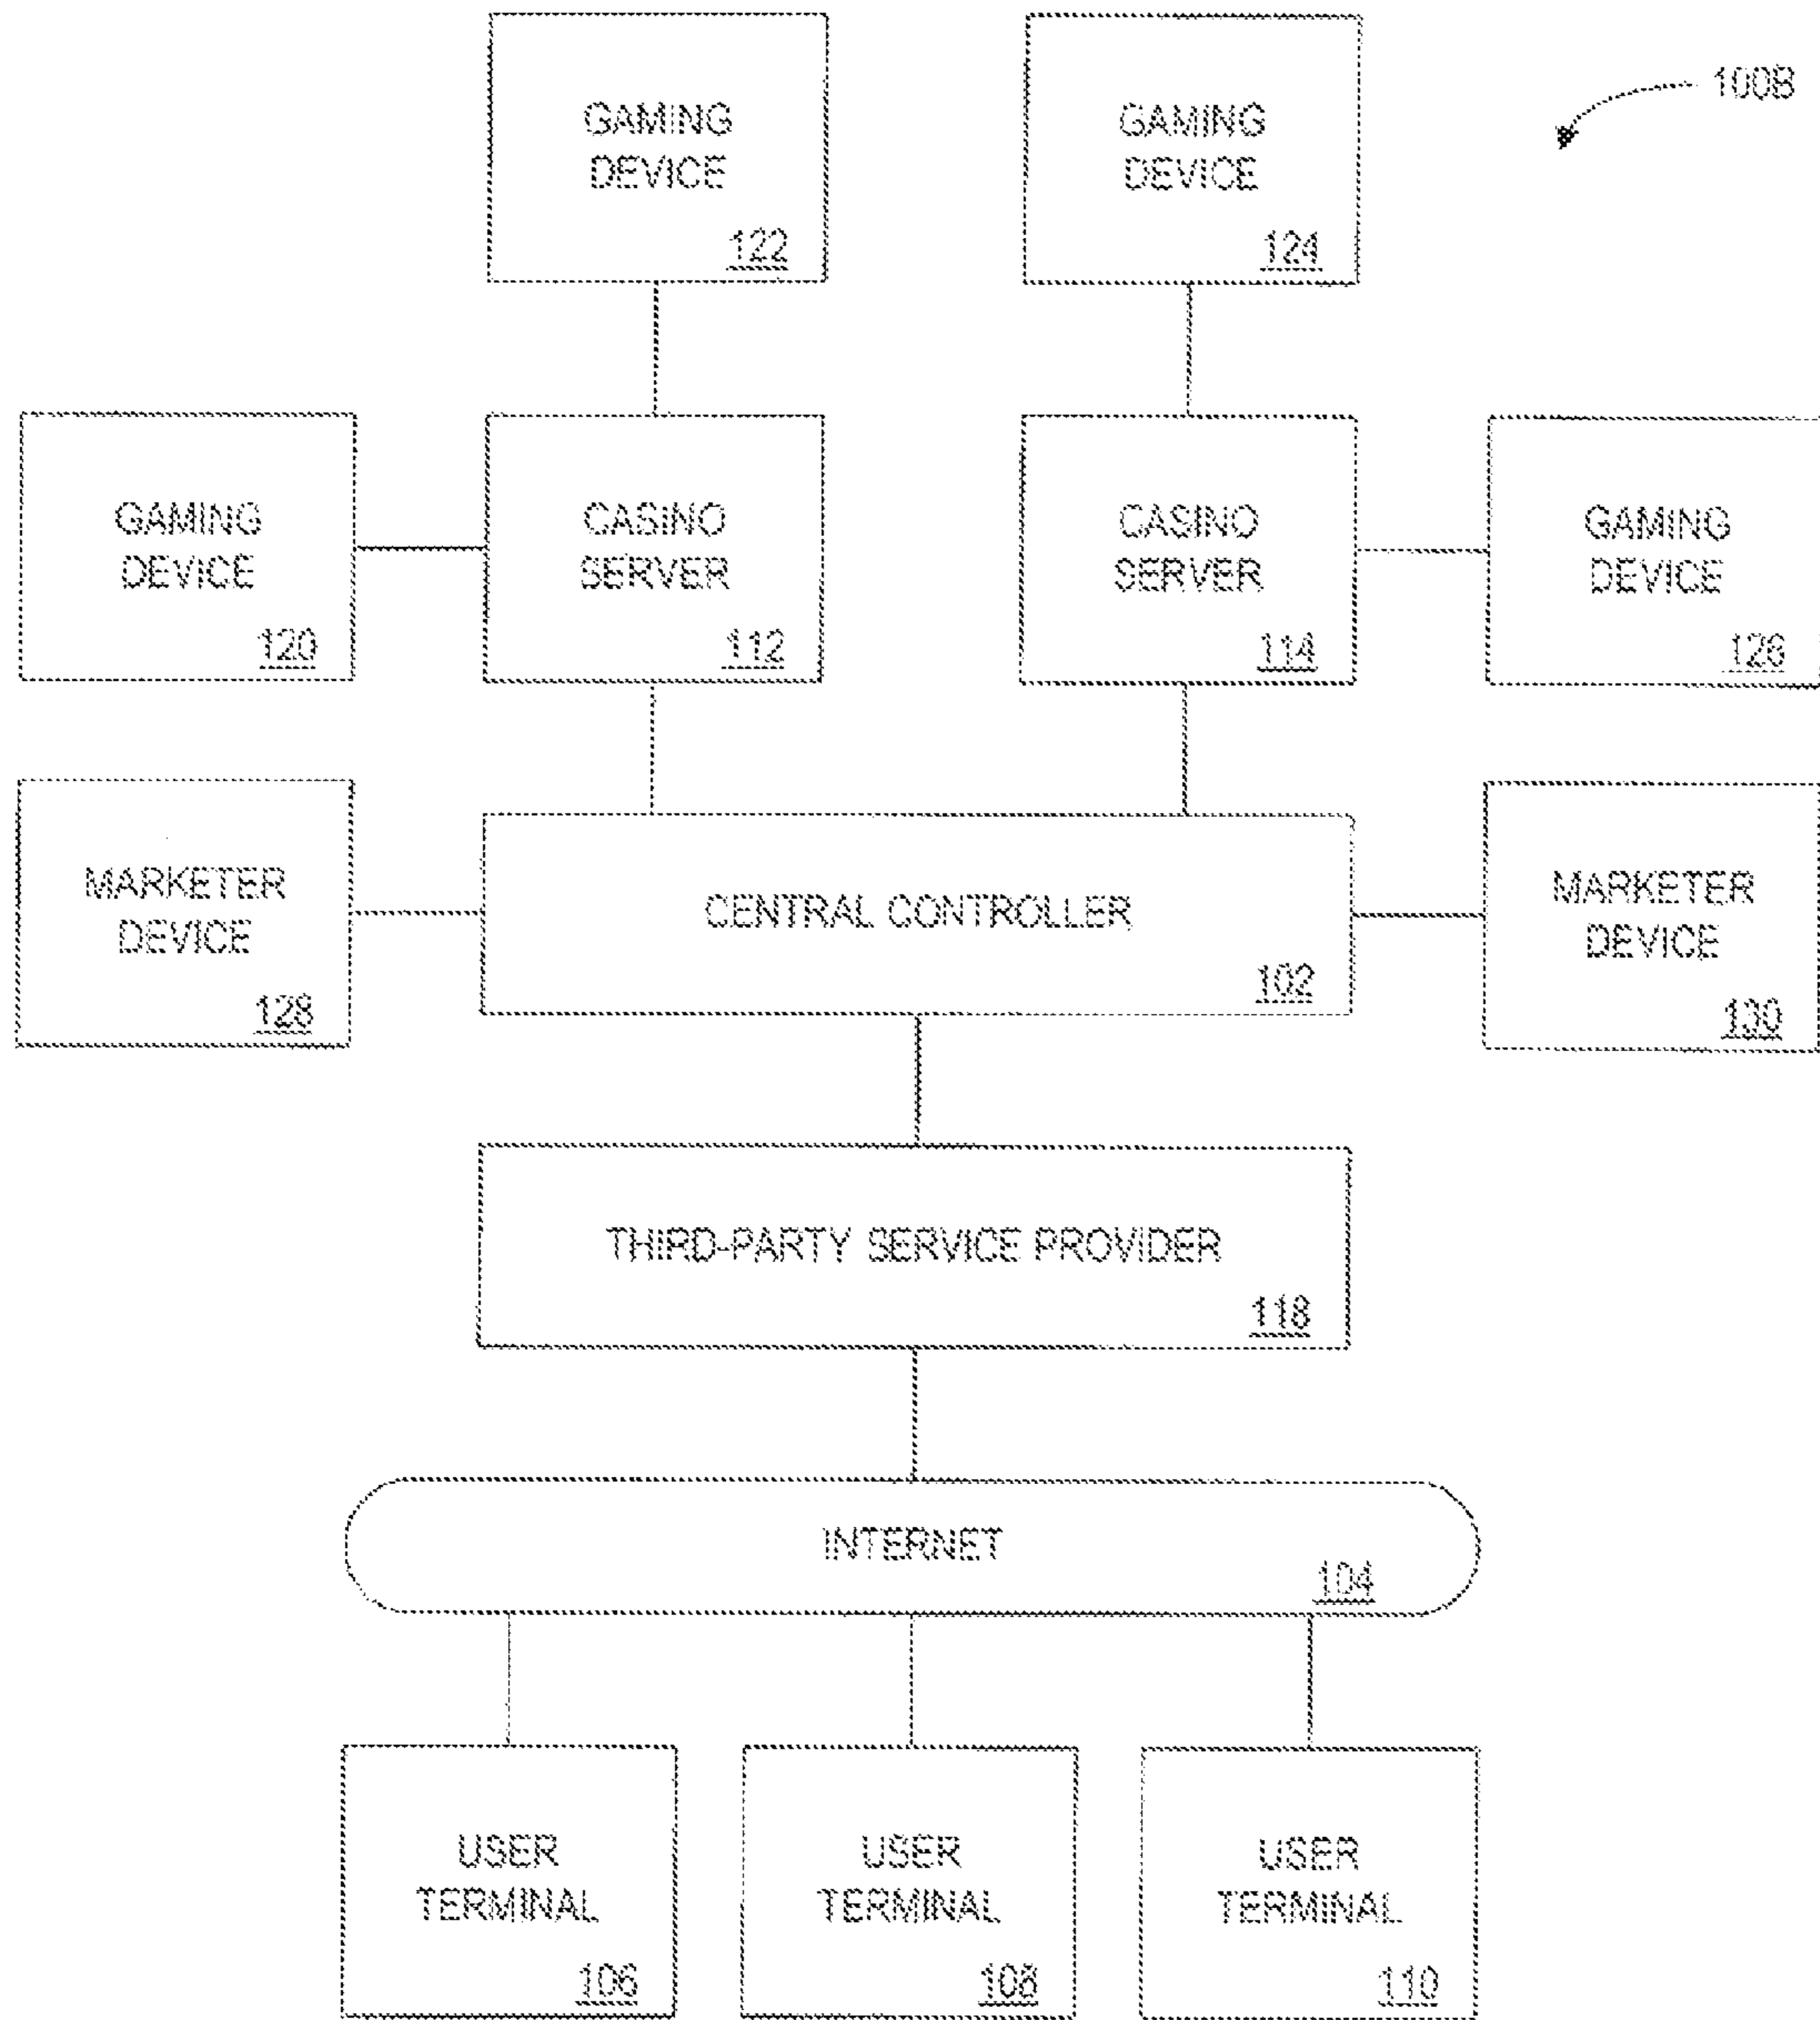 100B
GAMING
DEVICE
122
GAMING
DEVICE
124
GAMING
DEVICE
120
CASINO
SERVER
112
CASINO
SERVER
114
GAMING
DEVICE
126
MARKETER
DEVICE
128
CENTRAL CONTROLLER
102
MARKETER
DEVICE
130
THIRD-PARTY SERVICE PROVIDER
118
INTERNET
104
USER
TERMINAL
106
USER
TERMINAL
108
USER
TERMINAL
110